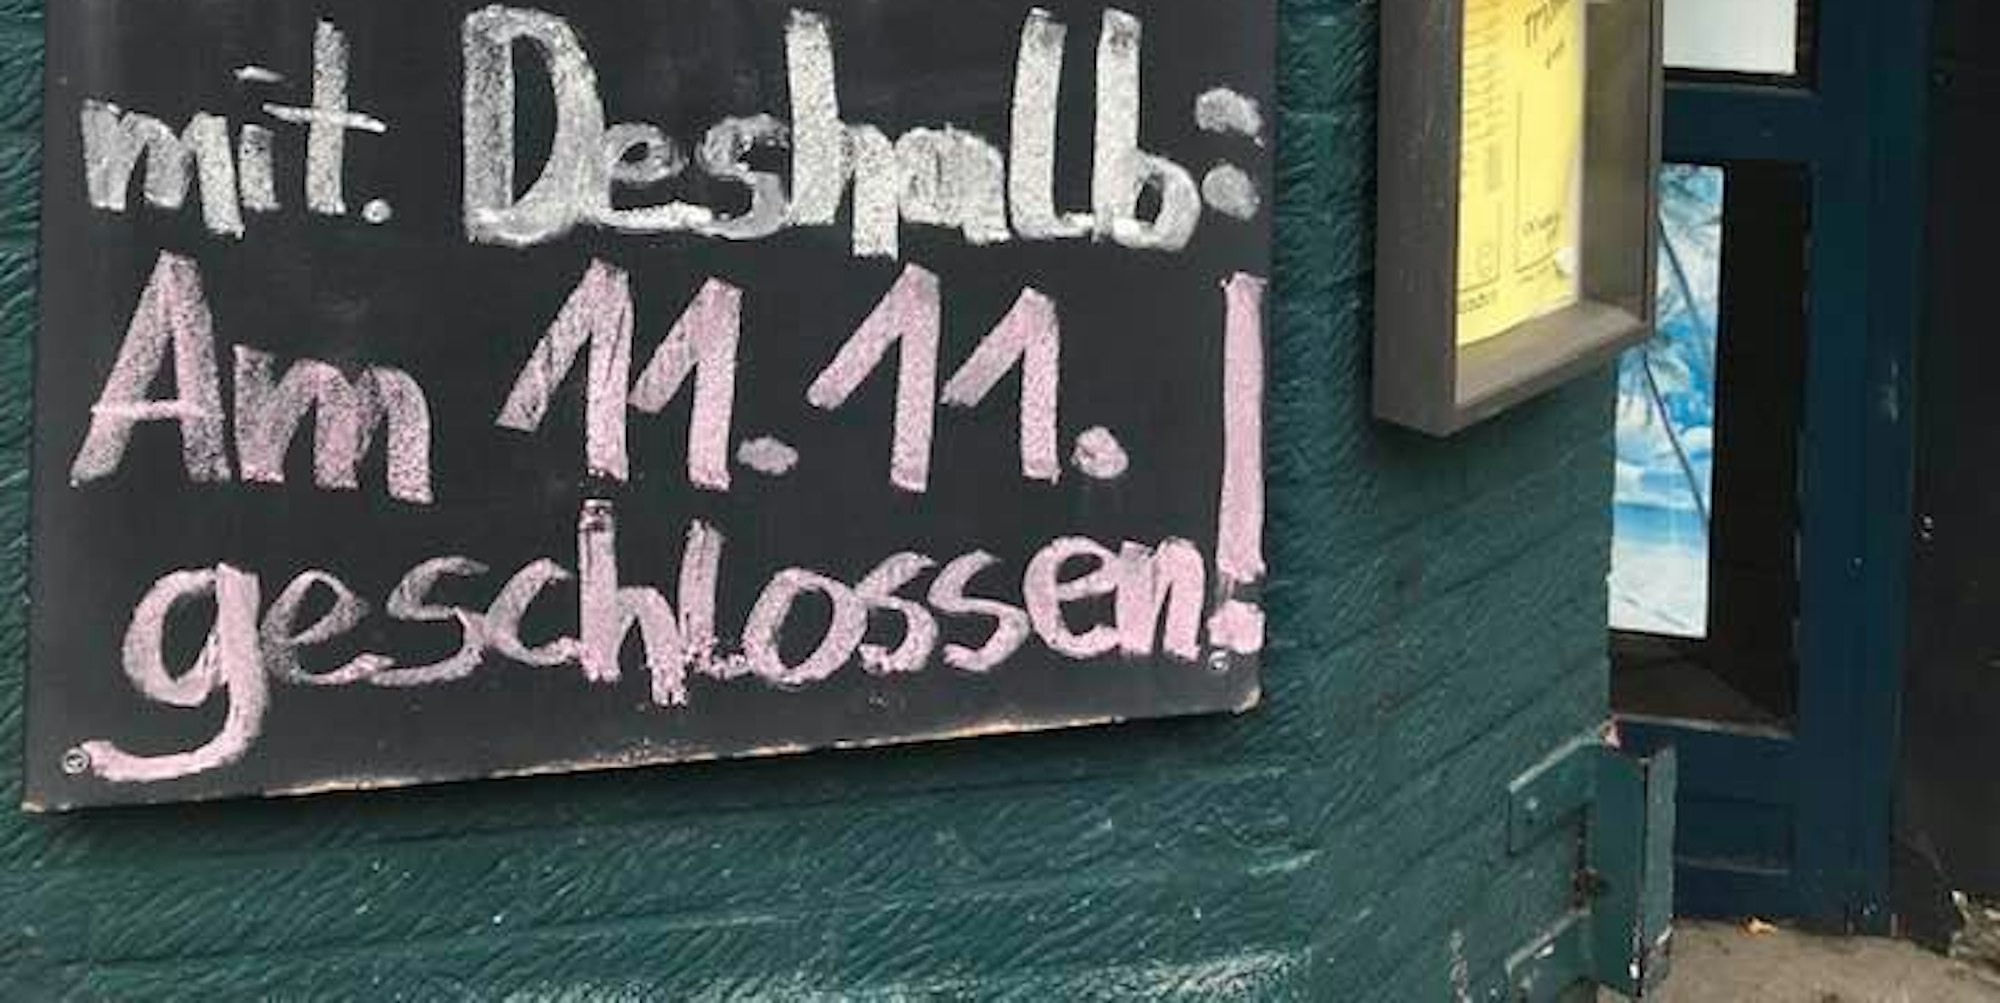 mit. Deshalb:
Am 11.11.
geschlossen!